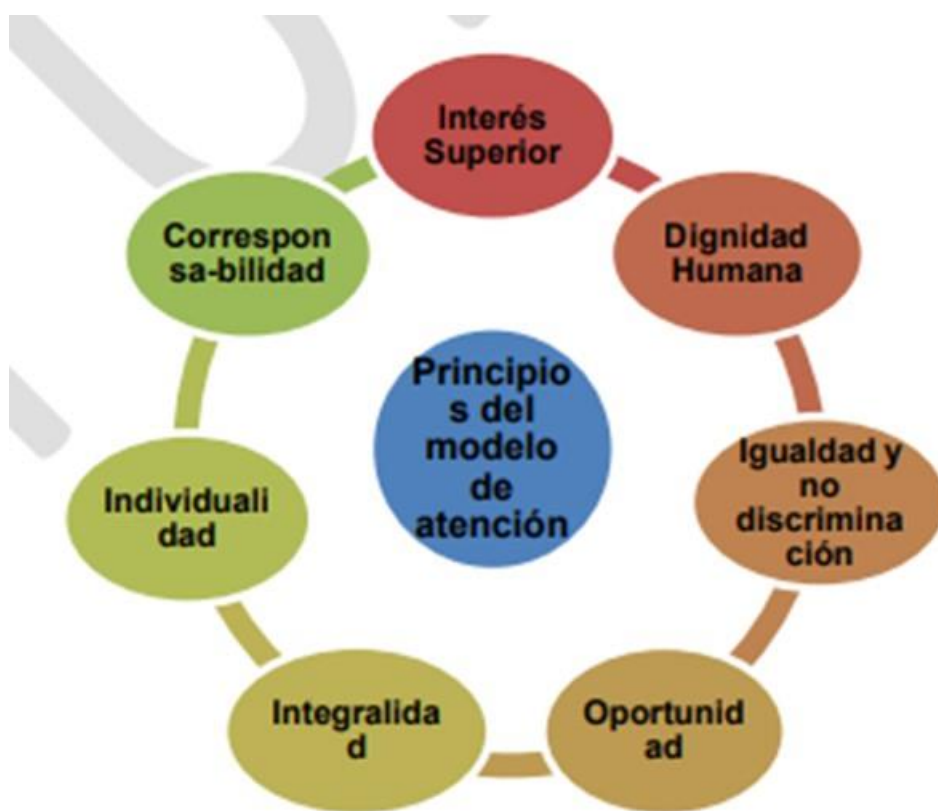 Interés
Superior
Dignidad
Humana
Igualdad y
no
discrimina
ción
Oportunid
ad
Integralida
d
Individuali
dad
Correspon
sa-bilidad
Principio
s del
modelo
de
atención